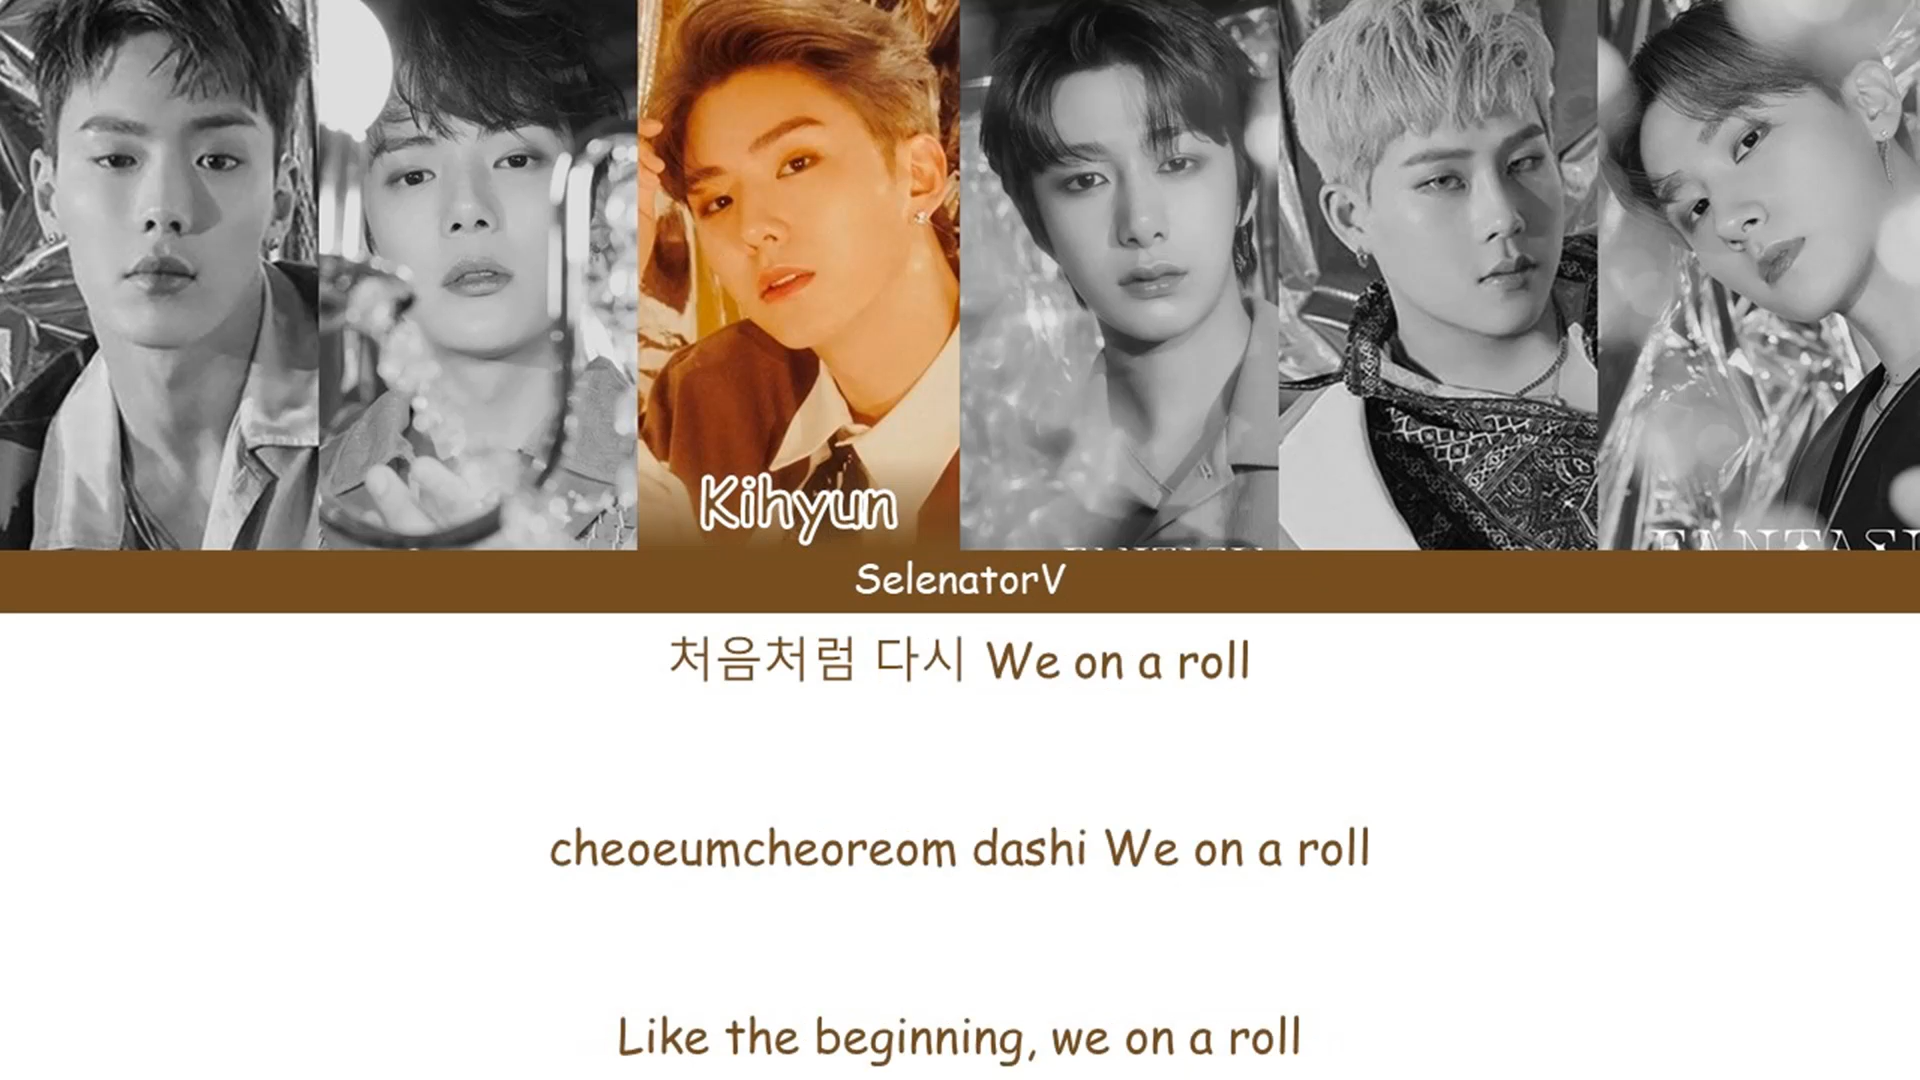 Kihyun
SelenatorV
처음처럼 다시 We on a roll
cheoeumcheoreom dashi We on a roll
Like the beginning, we on a roll